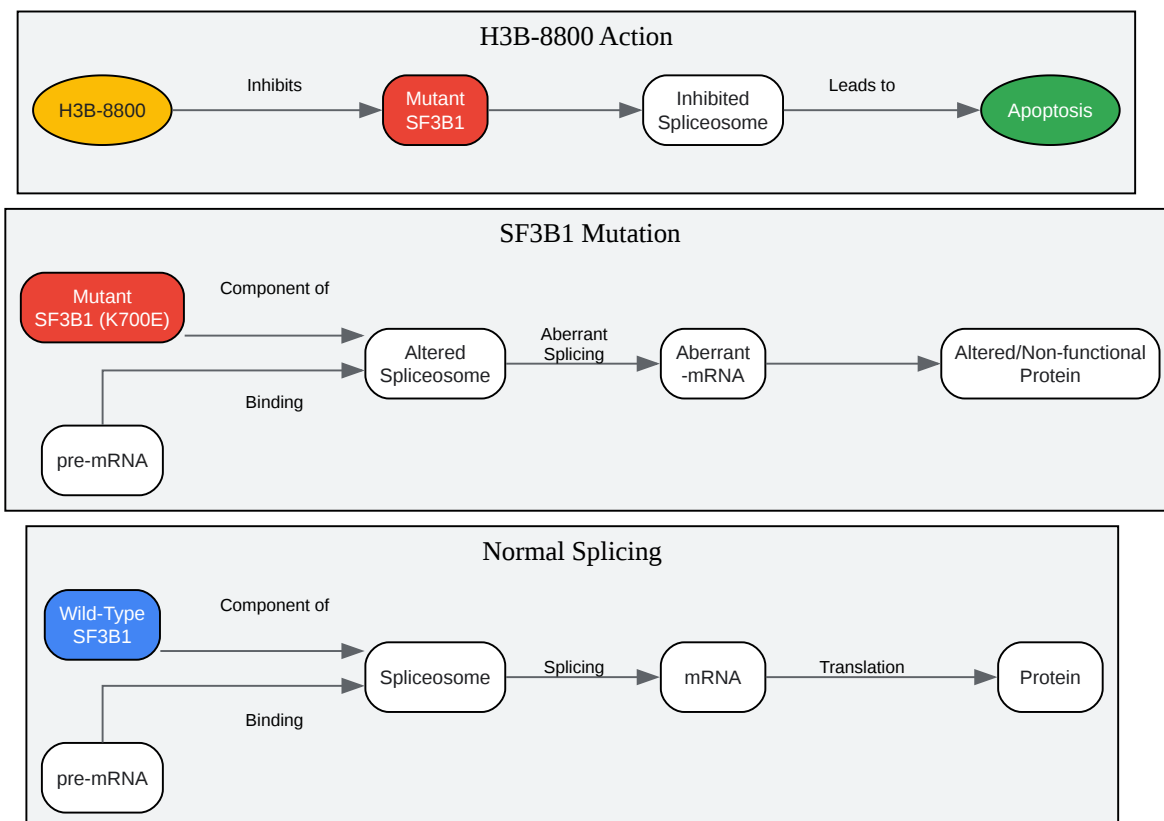 H3B-8800 Action
H3B-8800
Inhibits
Mutant
SF3B1
Inhibited
Spliceosome
Leads to
Apoptosis
SF3B1 Mutation
Mutant
SF3B1 (K700E)
Component of
Binding
pre-mRNA
Altered
Spliceosome
Aberrant
Splicing
Aberrant
-mRNA
Altered/Non-functional
Protein
Normal Splicing
Wild-Type
SF3B1
Component of
Binding
pre-mRNA
Spliceosome
Splicing
mRNA
Translation
Protein